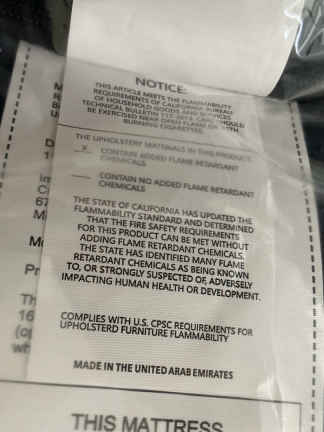 NOTICE:
THIS ARTICLE MEETS THE FLAMMABILITY
REQUIREMENTS OF CALIFORNIA BUREAU
OF HOUSEHOLD GOODS AND SERVICES
TECHNICAL BULLETIN 117-2013. CARE SHOULD
BE EXERCISED NEAR OPEN FLAME OR WITH
BURNING CIGARETTES.
THE UPHOLSTERY MATERIALS IN THIS PRODUCT
X CONTAIN ADDED FLAME RETARDANT
CHEMICALS
CONTAIN NO ADDED FLAME RETARDANT
CHEMICALS
THE STATE OF CALIFORNIA HAS UPDATED THE
FLAMMABILITY STANDARD AND DETERMINED
THAT THE FIRE SAFETY REQUIREMENTS
FOR THIS PRODUCT CAN BE MET WITHOUT
ADDING FLAME RETARDANT CHEMICALS.
THE STATE HAS IDENTIFIED MANY FLAME
RETARDANT CHEMICALS AS BEING KNOWN
TO, OR STRONGLY SUSPECTED OF, ADVERSELY
IMPACTING HUMAN HEALTH OR DEVELOPMENT.
COMPLIES WITH U.S. CPSC REQUIREMENTS FOR
UPHOLSTERD FURNITURE FLAMMABILITY
MADE IN THE UNITED ARAB EMIRATES
THIS MATTRESS